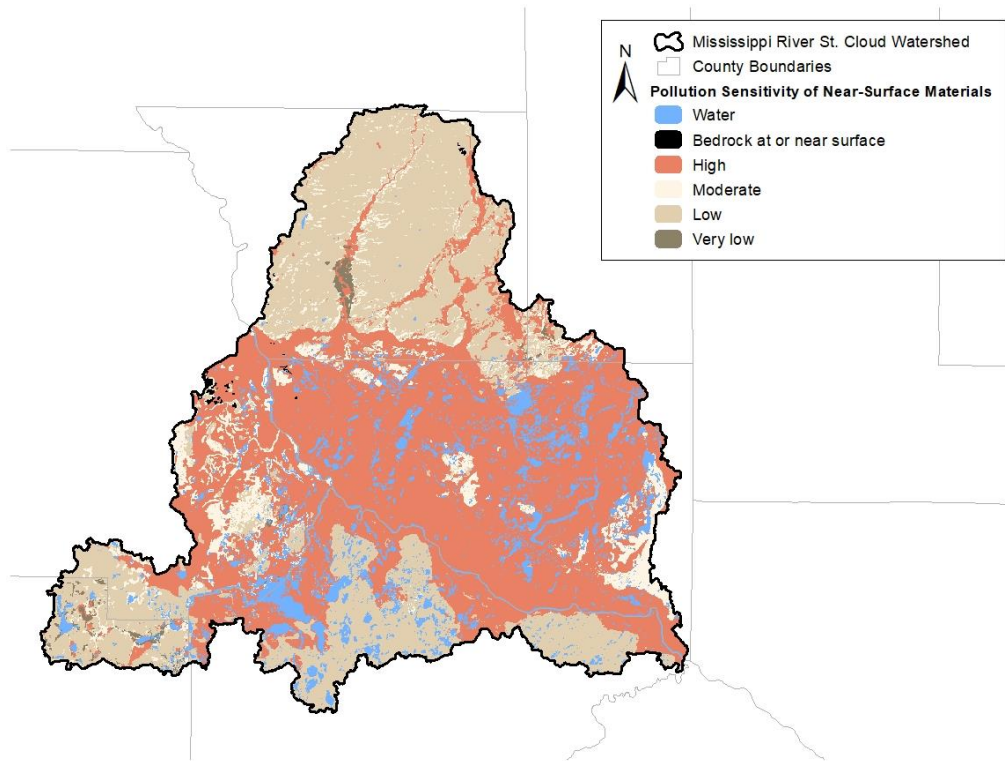 N
Mississippi River St. Cloud Watershed
County Boundaries
Pollution Sensitivity of Near-Surface Materials
Water
Bedrock at or near surface
High
Moderate
Low
Very low